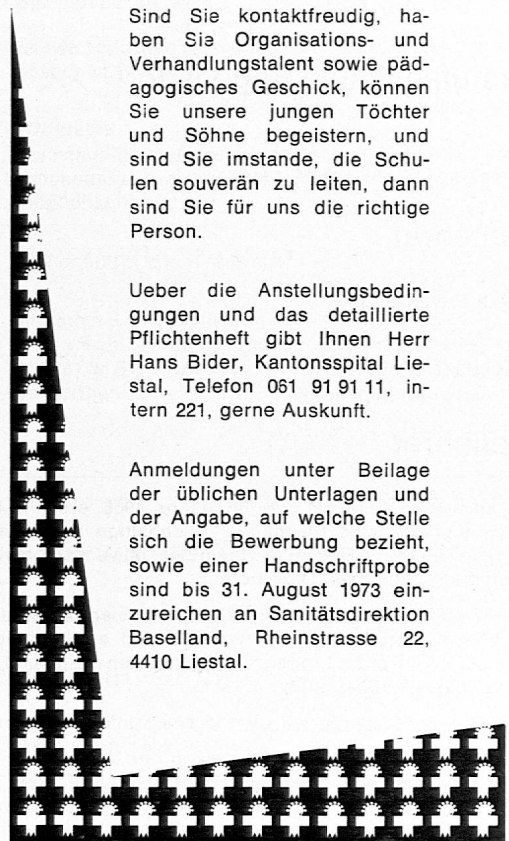 Sind Sie kontaktfreudig, ha-
ben Sie Organisations- und
Verhandlungstalent sowie päd-
agogisches Geschick, können
Sie unsere jungen Töchter
und Söhne begeistern, und
sind Sie imstande, die Schu-
len souverän zu leiten, dann
sind Sie für uns die richtige
Person.

Ueber die Anstellungsbedin-
gungen und das detaillierte
Pflichtenheft gibt Ihnen Herr
Hans Bider, Kantonsspital Lie-
stal, Telefon 061 91 91 11, in-
tern 221, gerne Auskunft.

Anmeldungen unter Beilage
der üblichen Unterlagen und
der Angabe, auf welche Stelle
sich die Bewerbung bezieht,
sowie einer Handschriftprobe
sind bis 31. August 1973 ein-
zureichen an Sanitätsdirektion
Baselland, Rheinstrasse 22,
4410 Liestal.